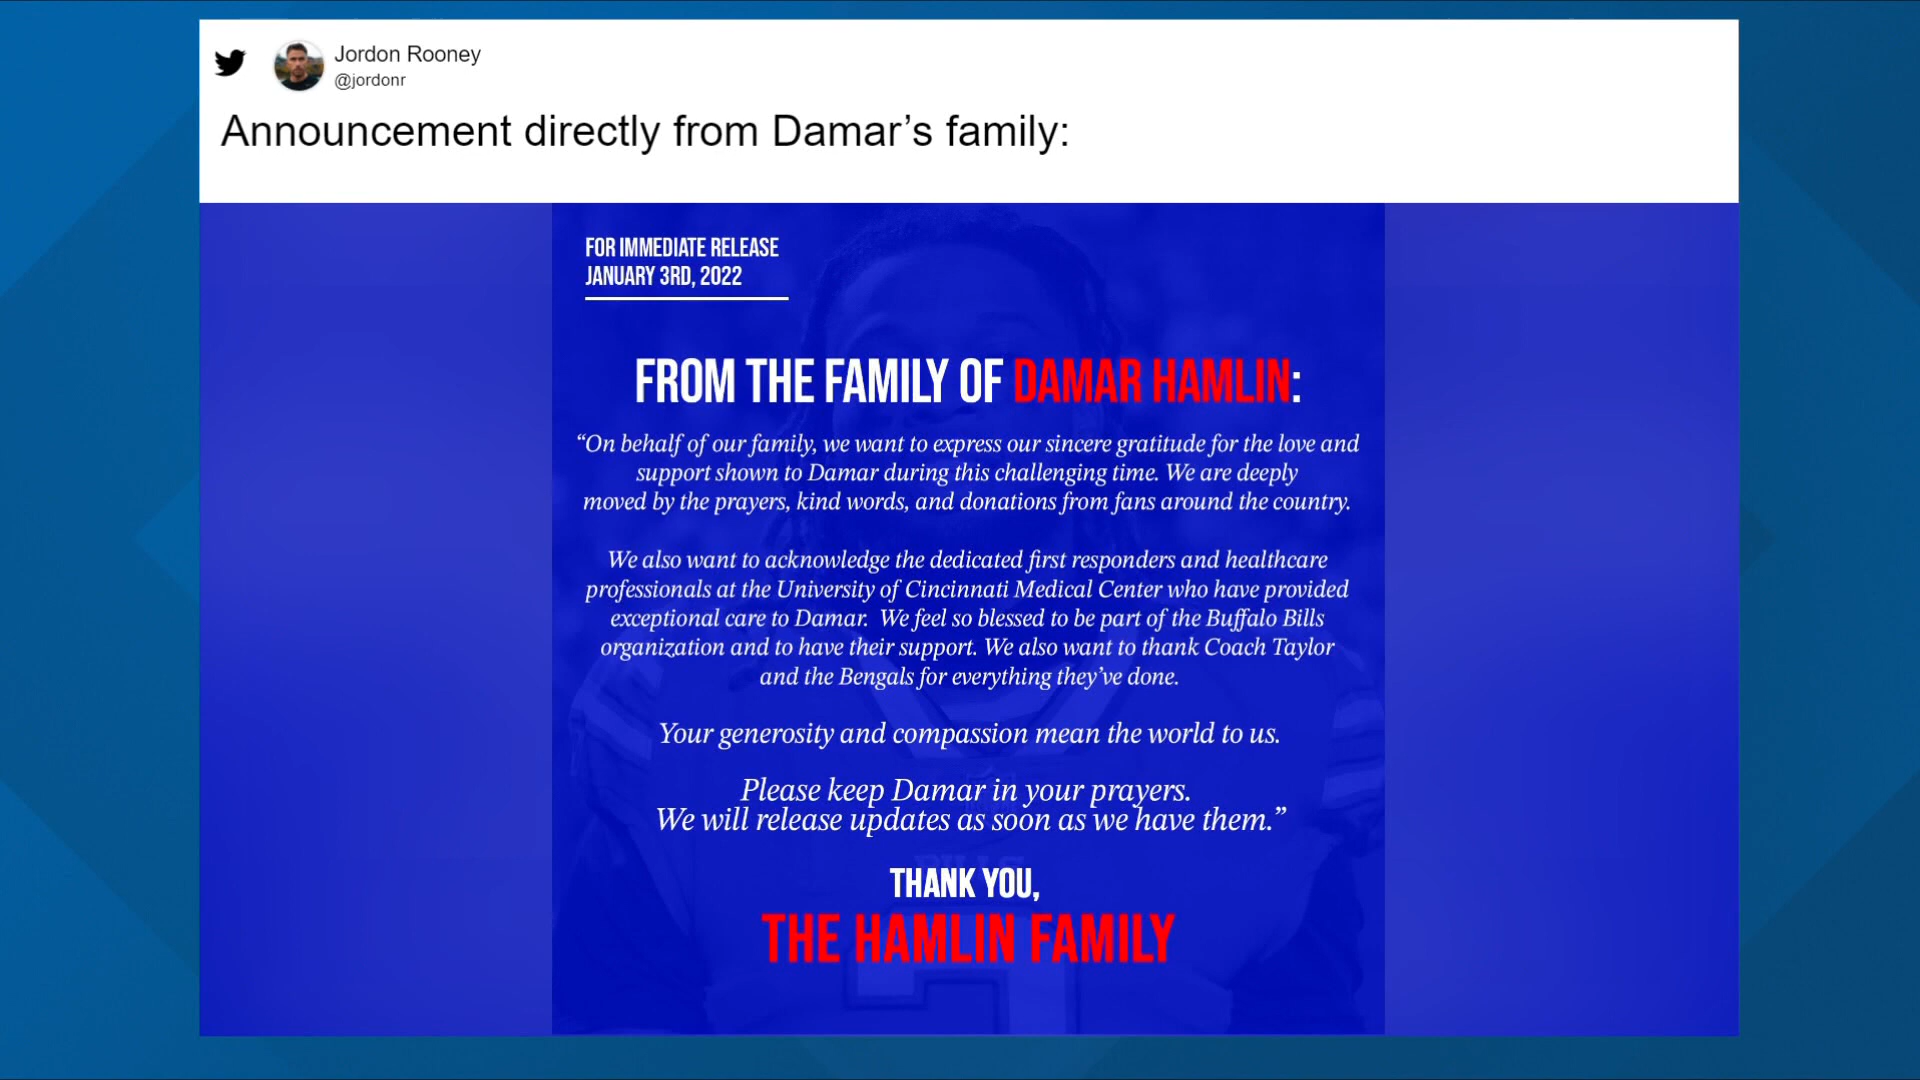 Jordon Rooney
@jordonr
Announcement directly from Damar’s family:
FOR IMMEDIATE RELEASE
JANUARY 3RD, 2022
FROM THE FAMILY OF DAMAR HAMLIN:
“On behalf of our family, we want to express our sincere gratitude for the love and
support shown to Damar during this challenging time. We are deeply
moved by the prayers, kind words, and donations from fans around the country.
We also want to acknowledge the dedicated first responders and healthcare
professionals at the University of Cincinnati Medical Center who have provided
exceptional care to Damar.  We feel so blessed to be part of the Buffalo Bills
organization and to have their support. We also want to thank Coach Taylor
and the Bengals for everything they’ve done.
Your generosity and compassion mean the world to us.
Please keep Damar in your prayers.
We will release updates as soon as we have them.”
BILLS
THANK YOU,
THE HAMLIN FAMILY